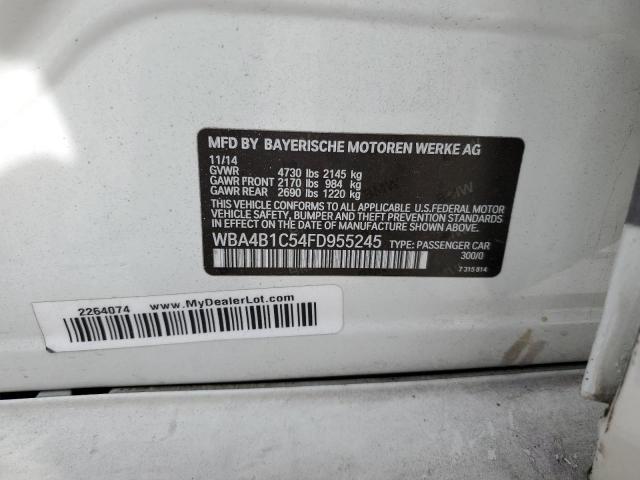 MFD BY BAYERISCHE MOTOREN WERKE AG
11/14
GVWR 4730 lbs 2145 kg
GAWR FRONT 2170 lbs 984 kg
GAWR REAR 2690 lbs 1220 kg
THIS VEHICLE CONFORMS TO ALL APPLICABLE U.S.FEDERAL MOTOR
VEHICLE SAFETY, BUMPER AND THEFT PREVENTION STANDARDS IN
EFFECT ON THE DATE OF MANUFACTURE SHOWN ABOVE.
WBA4B1C54FD955245 TYPE: PASSENGER CAR
300/0
7 315 814
2264074 www.MyDealerLot.com